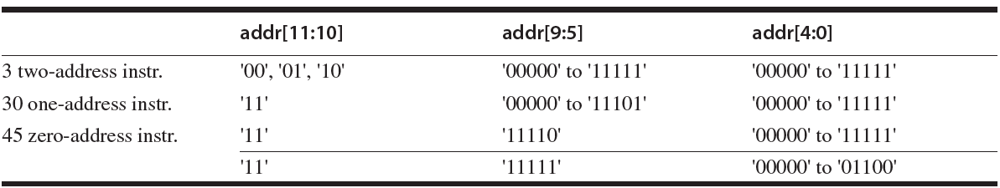 addr[11:10] addr[9:5] addr[4:0]
3 two-address instr. '00', '01', '10' '00000' to '11111' '00000' to '11111'
30 one-address instr. '11' '00000' to '11101' '00000' to '11111'
45 zero-address instr. '11' '11110' '00000' to '11111'
'11' '11111' '00000' to '01100'